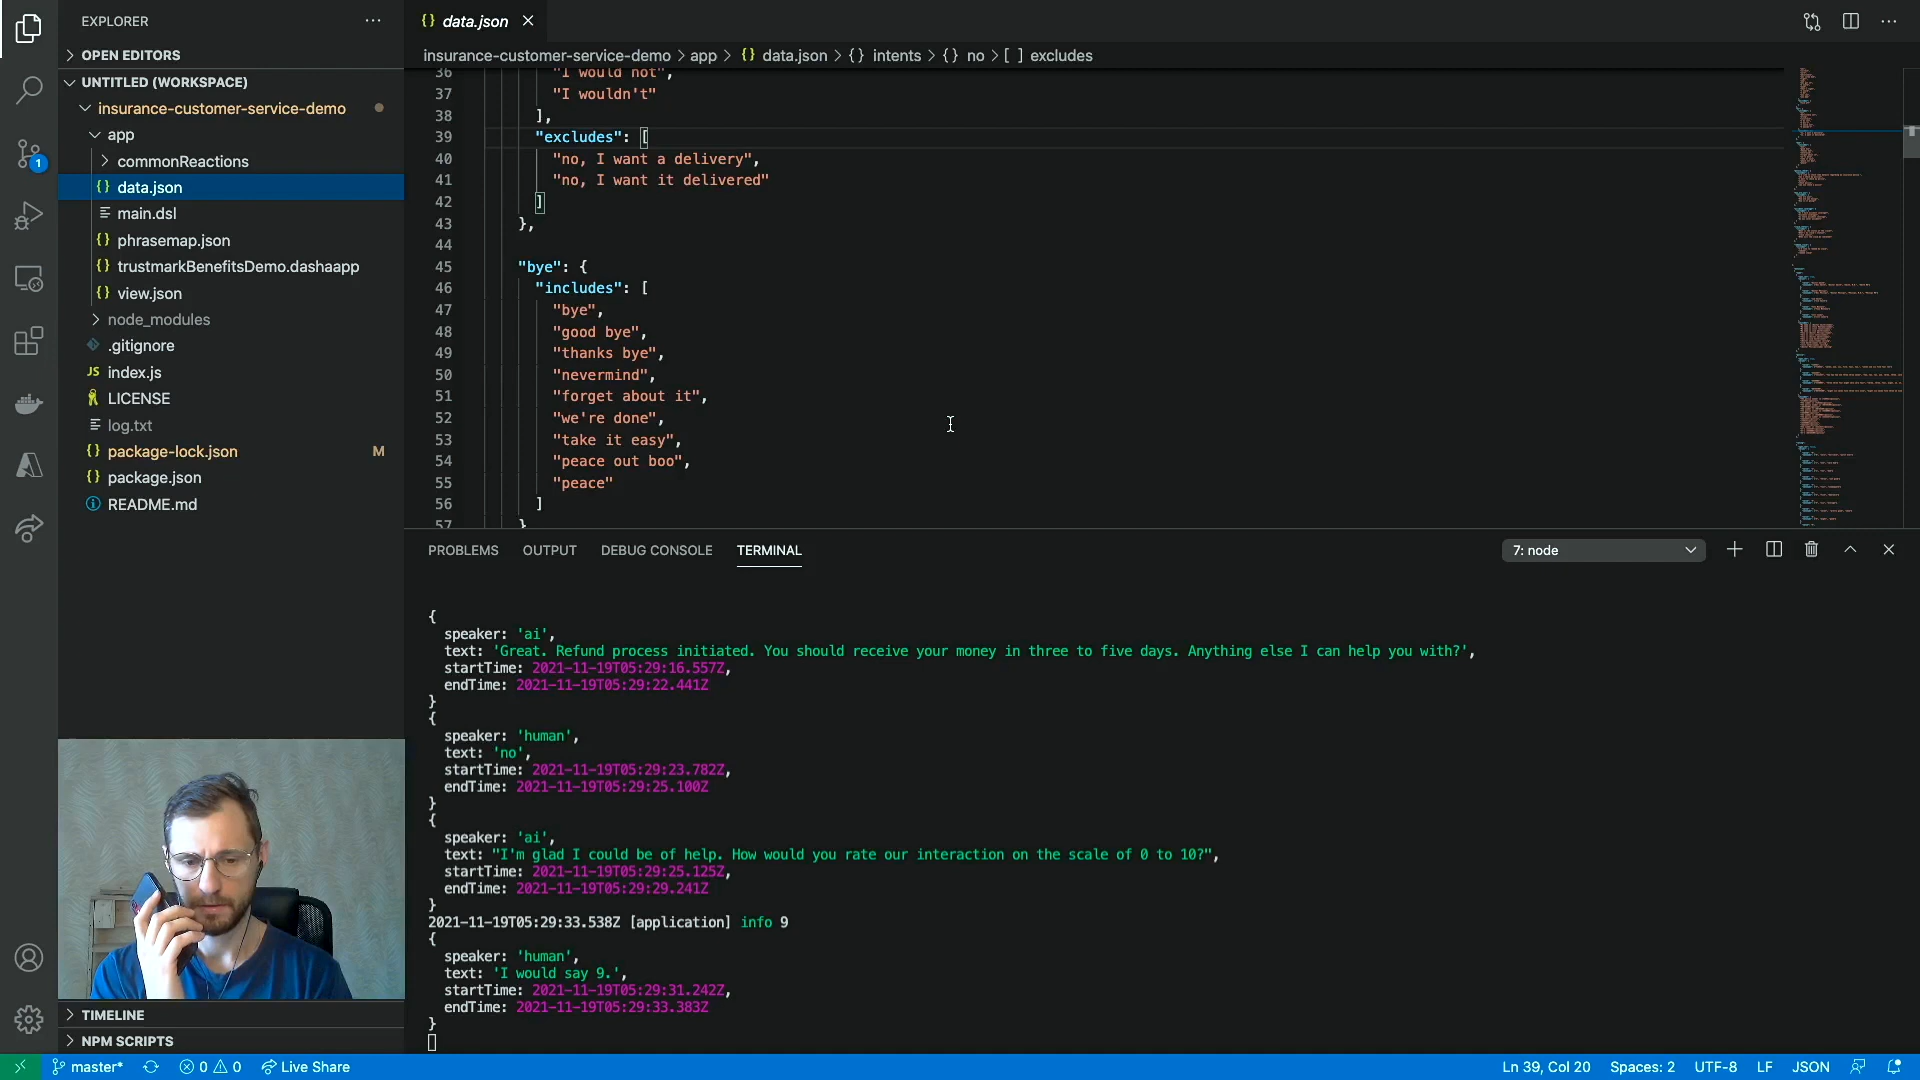 EXPLORER
OPEN EDITORS
UNTITLED (WORKSPACE)
insurance-customer-service-demo
app
commonReactions
{} data.json
main.dsl
{} phrasemap.json
{} trustmarkBenefitsDemo.dashaapp
{} view.json
node_modules
.gitignore
JS index.js
LICENSE
log.txt
{} package-lock.json M
{} package.json
README.md
TIMELINE
NPM SCRIPTS
1
{} data.json
insurance-customer-service-demo > app > {} data.json > {} intents > {} no > [ ] excludes
36 "I would not",
37 "I wouldn't"
38 ],
39 "excludes": [
40 "no, I want a delivery",
41 "no, I want it delivered"
42 ]
43 },
44
45 "bye": {
46 "includes": [
47 "bye",
48 "good bye",
49 "thanks bye",
50 "nevermind",
51 "forget about it",
52 "we're done",
53 "take it easy",
54 "peace out boo",
55 "peace"
56 ]
57 }
PROBLEMS OUTPUT DEBUG CONSOLE TERMINAL 7: node
{
speaker: 'ai',
text: 'Great. Refund process initiated. You should receive your money in three to five days. Anything else I can help you with?',
startTime: 2021-11-19T05:29:16.557Z,
endTime: 2021-11-19T05:29:22.441Z
}
{
speaker: 'human',
text: 'no',
startTime: 2021-11-19T05:29:23.782Z,
endTime: 2021-11-19T05:29:25.100Z
}
{
speaker: 'ai',
text: "I'm glad I could be of help. How would you rate our interaction on the scale of 0 to 10?",
startTime: 2021-11-19T05:29:25.125Z,
endTime: 2021-11-19T05:29:29.241Z
}
2021-11-19T05:29:33.538Z [application] info 9
{
speaker: 'human',
text: 'I would say 9.',
startTime: 2021-11-19T05:29:31.242Z,
endTime: 2021-11-19T05:29:33.383Z
}
master* 0 0 Live Share Ln 39, Col 20 Spaces: 2 UTF-8 LF JSON